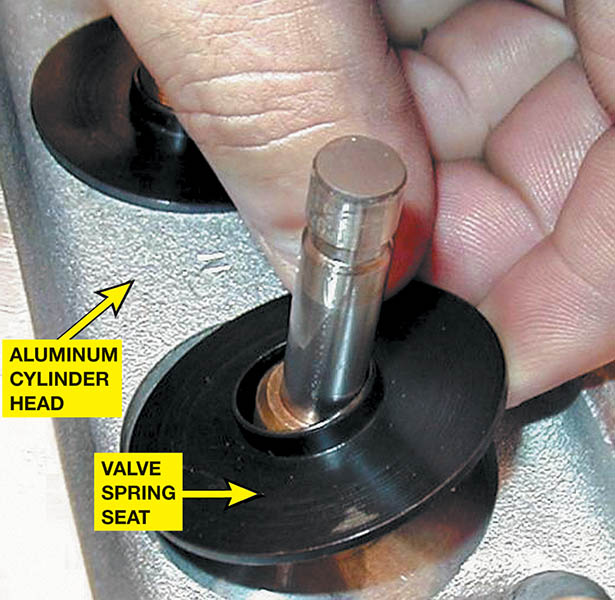 ALUMINUM
CYLINDER
HEAD
VALVE
SPRING
SEAT